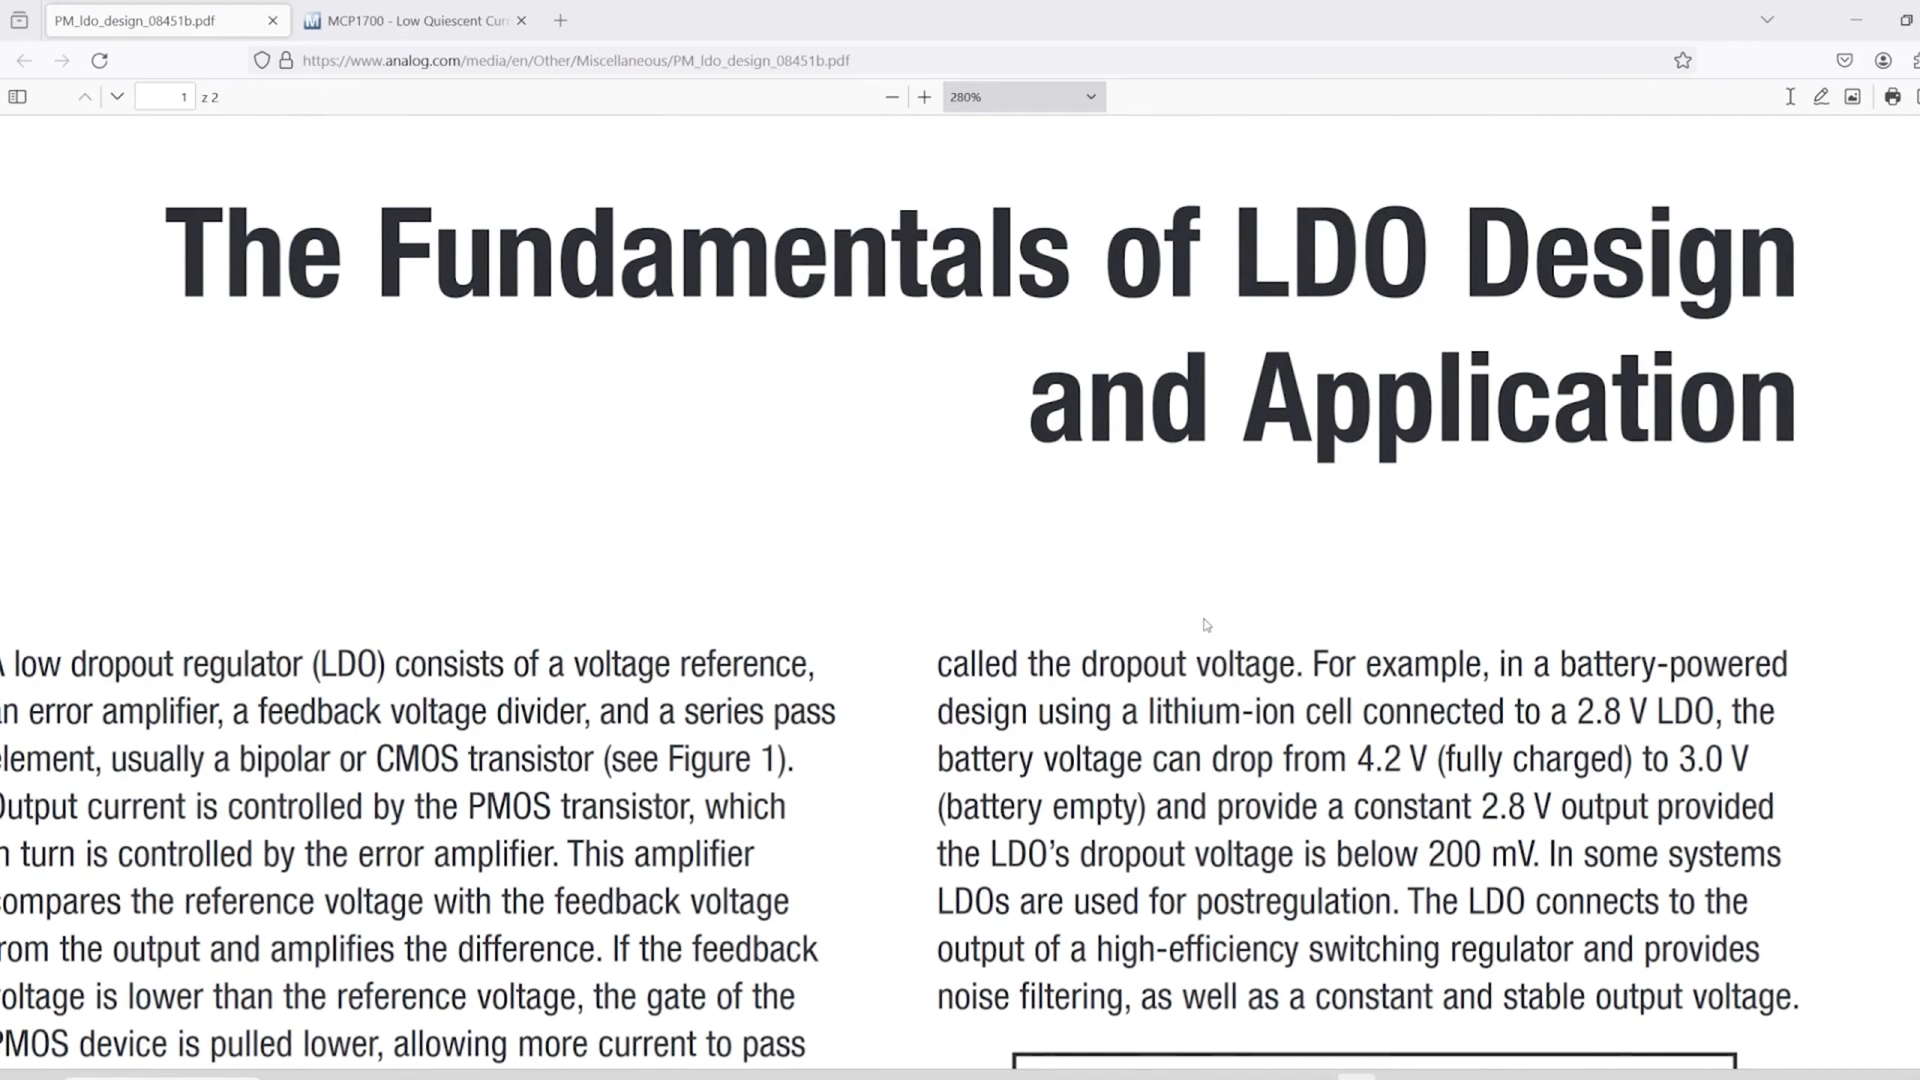 PM_ldo_design_08451b.pdf
MCP1700 - Low Quiescent Cur
https://www.analog.com/media/en/Other/Miscellaneous/PM_ldo_design_08451b.pdf
1 z 2
280%
The Fundamentals of LDO Design
and Application
A low dropout regulator (LDO) consists of a voltage reference,
an error amplifier, a feedback voltage divider, and a series pass
element, usually a bipolar or CMOS transistor (see Figure 1).
Output current is controlled by the PMOS transistor, which
in turn is controlled by the error amplifier. This amplifier
compares the reference voltage with the feedback voltage
from the output and amplifies the difference. If the feedback
voltage is lower than the reference voltage, the gate of the
PMOS device is pulled lower, allowing more current to pass
called the dropout voltage. For example, in a battery-powered
design using a lithium-ion cell connected to a 2.8 V LDO, the
battery voltage can drop from 4.2 V (fully charged) to 3.0 V
(battery empty) and provide a constant 2.8 V output provided
the LDO’s dropout voltage is below 200 mV. In some systems
LDOs are used for postregulation. The LDO connects to the
output of a high-efficiency switching regulator and provides
noise filtering, as well as a constant and stable output voltage.